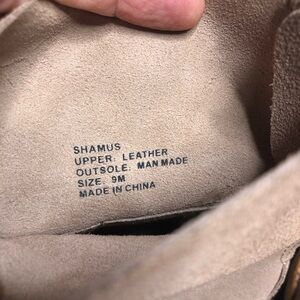 SHAMUS
UPPER: LEATHER
OUTSOLE: MAN MADE
SIZE: 9M
MADE IN CHINA